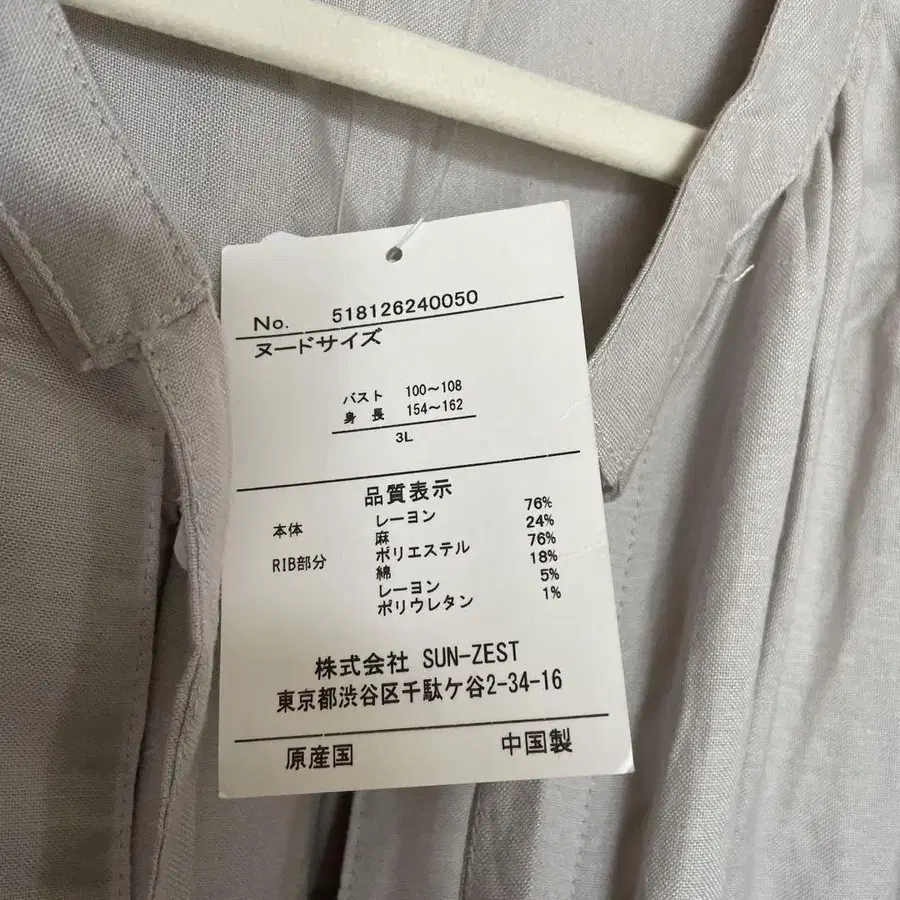 No. 518126240050
ヌードサイズ
バスト 100〜108
身長 154〜162
3L
品質表示
本体 レーヨン 76%
麻 24%
RIB部分 ポリエステル 76%
綿 18%
レーヨン 5%
ポリウレタン 1%
株式会社 SUN-ZEST
東京都渋谷区千駄ケ谷2-34-16
原産国 中国製